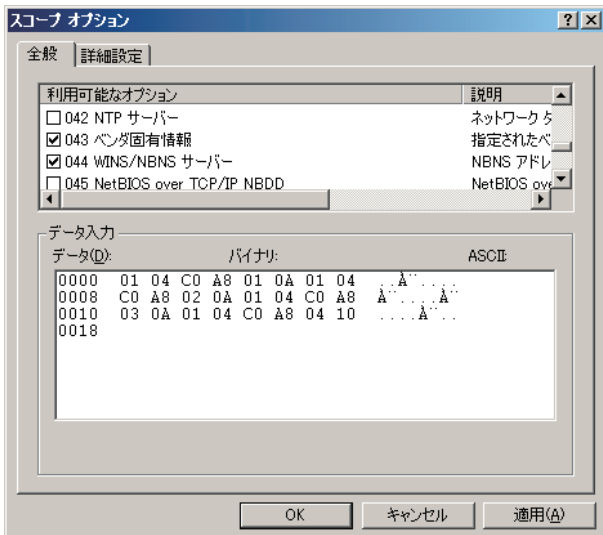 スコープ オプション
全般 詳細設定
利用可能なオプション 説明
042 NTP サーバー ネットワーク タ
043 ベンダ固有情報 指定されたベ
044 WINS/NBNS サーバー NBNS アドレ
045 NetBIOS over TCP/IP NBDD NetBIOS ove
データ入力
データ(D): バイナリ: ASCII:
0000 01 04 C0 A8 01 0A 01 04 ..À¨....
0008 C0 A8 02 0A 01 04 C0 A8 À¨....À¨
0010 03 0A 01 04 C0 A8 04 10 ....À¨..
0018
OK キャンセル 適用(A)